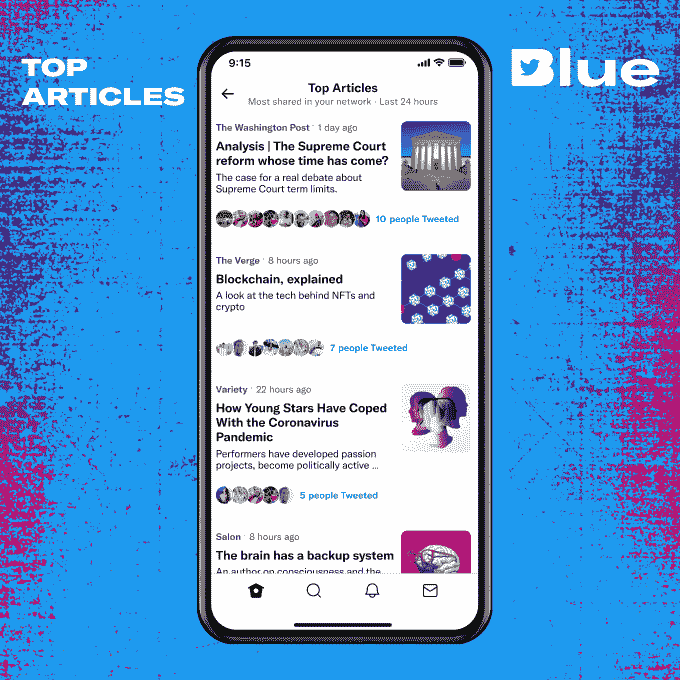 TOP
ARTICLES
Blue
9:15
Top Articles
Most shared in your network · Last 24 hours
The Washington Post · 1 day ago
Analysis | The Supreme Court
reform whose time has come?
The case for a real debate about
Supreme Court term limits.
10 people Tweeted
The Verge · 8 hours ago
Blockchain, explained
A look at the tech behind NFTs and
crypto
7 people Tweeted
Variety · 22 hours ago
How Young Stars Have Coped
With the Coronavirus
Pandemic
Performers have developed passion
projects, become politically active ...
5 people Tweeted
Salon · 8 hours ago
The brain has a backup system
An author on consciousness and the